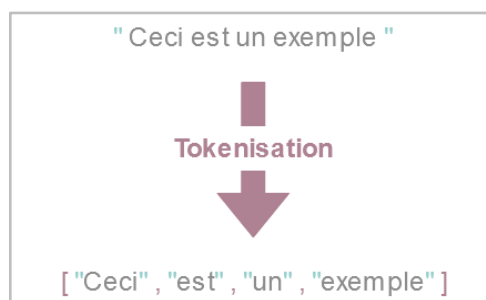 " Ceci est un exemple "
Tokenisation
[ "Ceci" , "est" , "un" , "exemple" ]